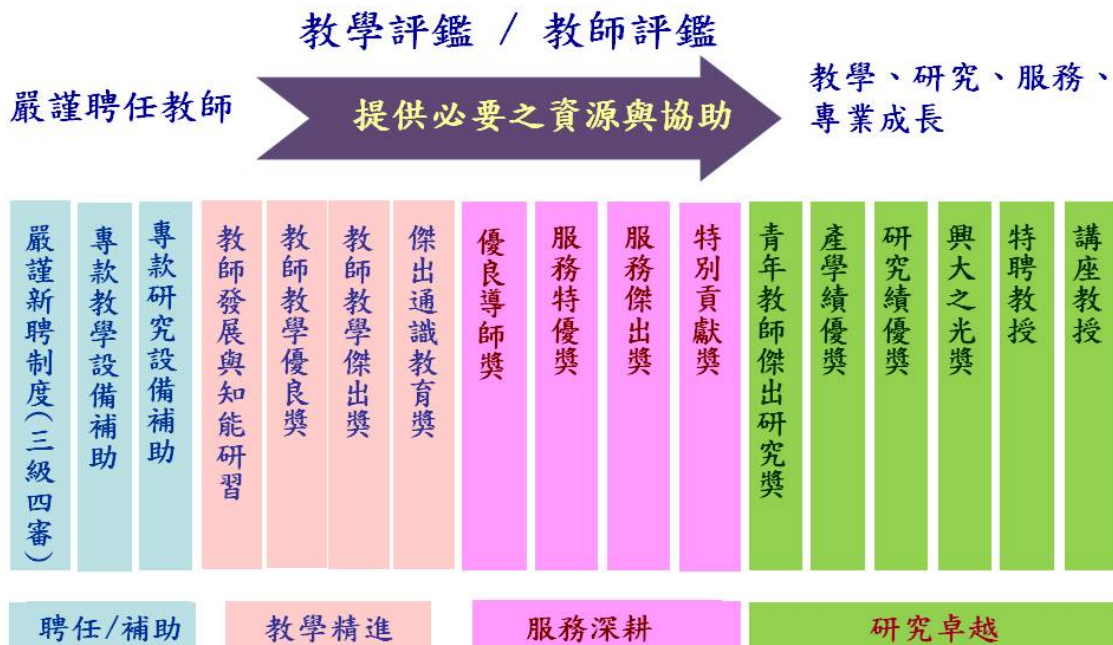 教學評鑑 / 教師評鑑
嚴謹聘任教師
提供必要之資源與協助
教學、研究、服務、
專業成長
嚴謹新聘制度(三級四審)
專款教學設備補助
專款研究設備補助
教師發展與知能研習
教師教學優良獎
教師教學傑出獎
傑出通識教育獎
優良導師獎
服務特優獎
服務傑出獎
特別貢獻獎
青年教師傑出研究獎
產學績優獎
研究績優獎
興大之光獎
特聘教授
講座教授
聘任/補助
教學精進
服務深耕
研究卓越